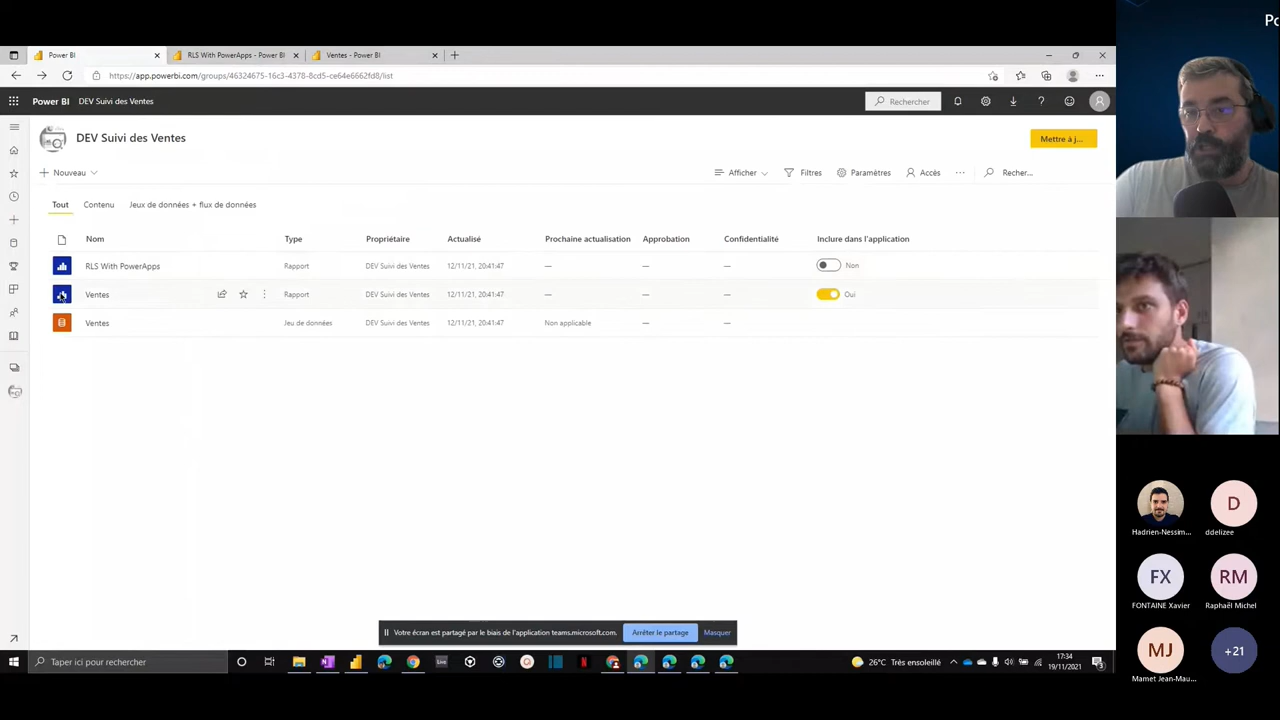 Po
Power BI
RLS With PowerApps - Power BI
Ventes - Power BI
https://app.powerbi.com/groups/46324675-16c3-4378-8cd5-ce64e6662fd8/list
Power BI DEV Suivi des Ventes
Rechercher
DEV Suivi des Ventes
Mettre à j...
Nouveau
Afficher
Filtres
Paramètres
Accès
Recher...
Tout
Contenu
Jeux de données + flux de données
Nom Type Propriétaire Actualisé Prochaine actualisation Approbation Confidentialité Inclure dans l'application
RLS With PowerApps Rapport DEV Suivi des Ventes 12/11/21, 20:41:47 — — — Non
Ventes Rapport DEV Suivi des Ventes 12/11/21, 20:41:47 — — — Oui
Ventes Jeu de données DEV Suivi des Ventes 12/11/21, 20:41:47 Non applicable — —
Hadrien-Nessim...
D
ddelizee
FX
FONTAINE Xavier
RM
Raphaël Michel
MJ
Mamet Jean-Mau...
+21
Votre écran est partagé par le biais de l'application teams.microsoft.com.
Arrêter le partage
Masquer
Taper ici pour rechercher
Live
26°C Très ensoleillé
17:34
19/11/2021